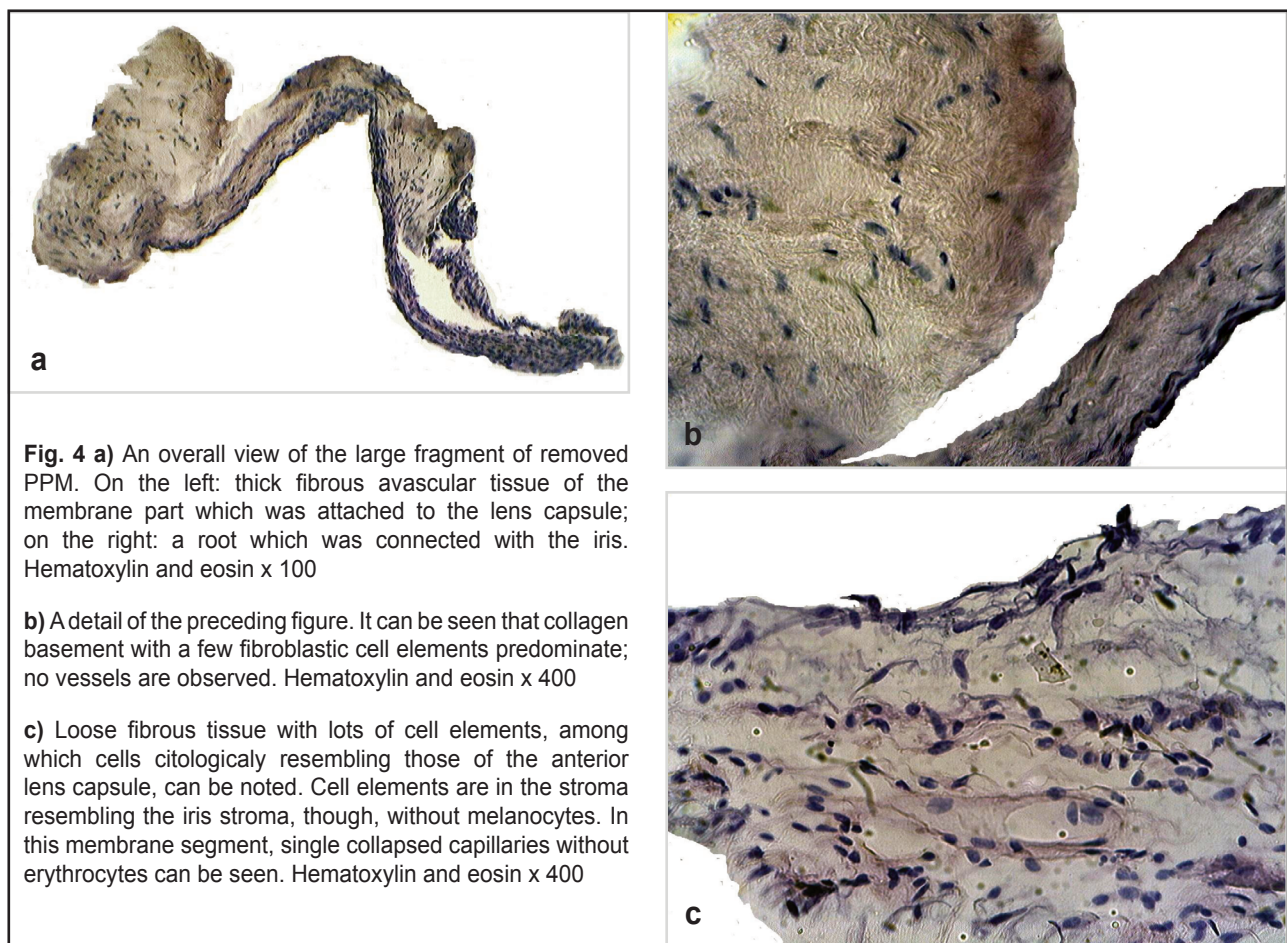 a
Fig. 4 a) An overall view of the large fragment of removed
PPM. On the left: thick fibrous avascular tissue of the
membrane part which was attached to the lens capsule;
on the right: a root which was connected with the iris.
Hematoxylin and eosin x 100
b) A detail of the preceding figure. It can be seen that collagen
basement with a few fibroblastic cell elements predominate;
no vessels are observed. Hematoxylin and eosin x 400
c) Loose fibrous tissue with lots of cell elements, among
which cells citologicaly resembling those of the anterior
lens capsule, can be noted. Cell elements are in the stroma
resembling the iris stroma, though, without melanocytes. In
this membrane segment, single collapsed capillaries without
erythrocytes can be seen. Hematoxylin and eosin x 400
b
c